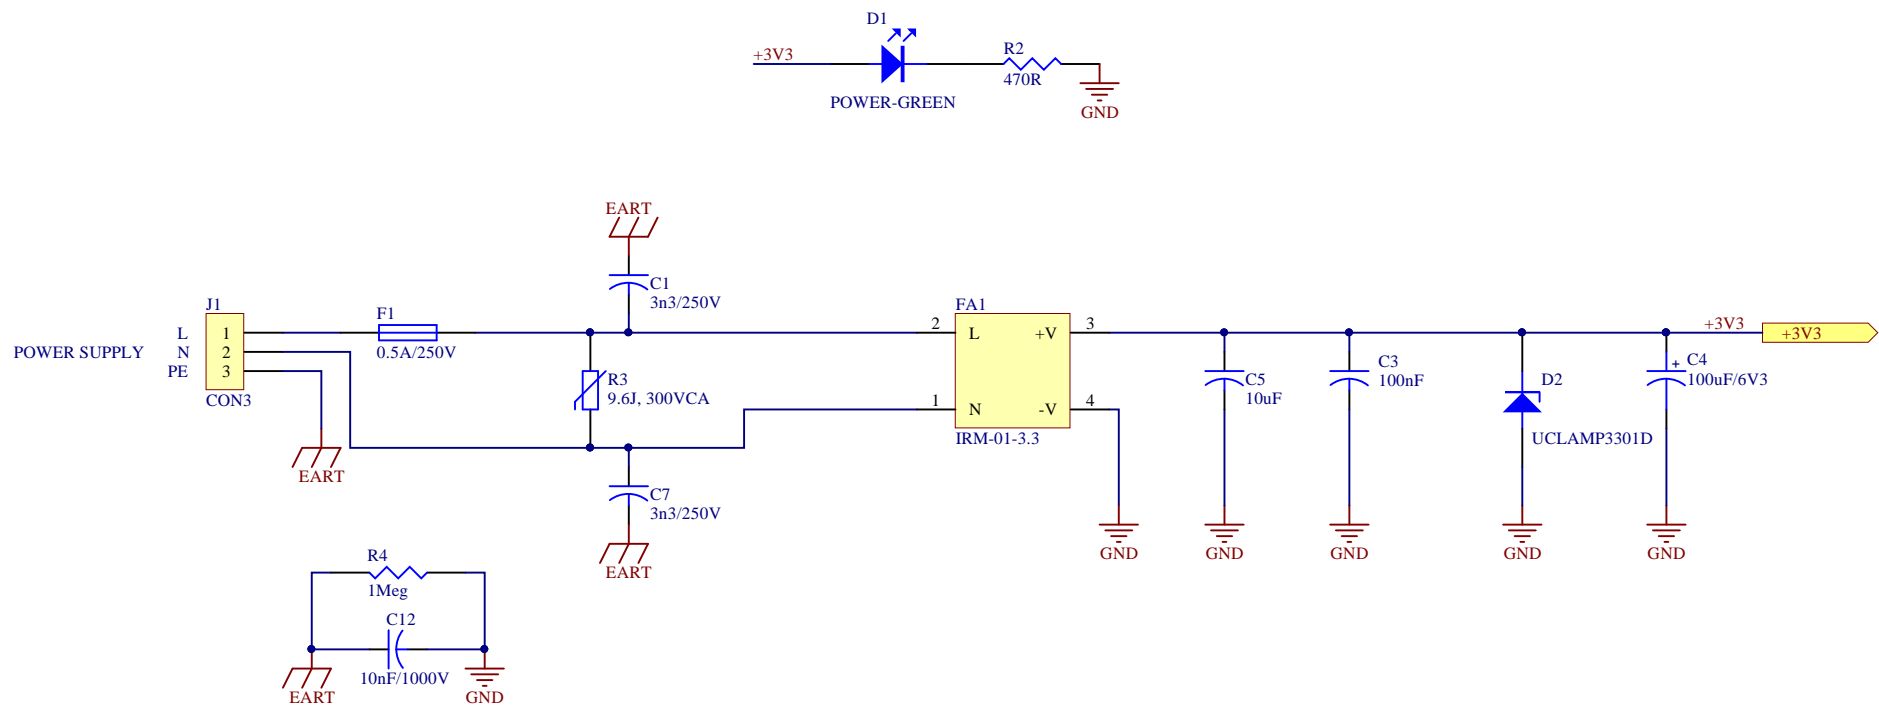 D1
+3V3
R2
470R
POWER-GREEN
GND
EART
C1
3n3/250V
J1
F1
FA1
L 1
2 L +V 3
+3V3 +3V3
POWER SUPPLY N 2
0.5A/250V
PE 3
CON3
R3
9.6J, 300VCA
1 N -V 4
IRM-01-3.3
C5
10uF
C3
100nF
D2
UCLAMP3301D
+
C4
100uF/6V3
EART
C7
3n3/250V
EART
GND
GND
GND
GND
GND
R4
1Meg
C12
10nF/1000V
EART
GND